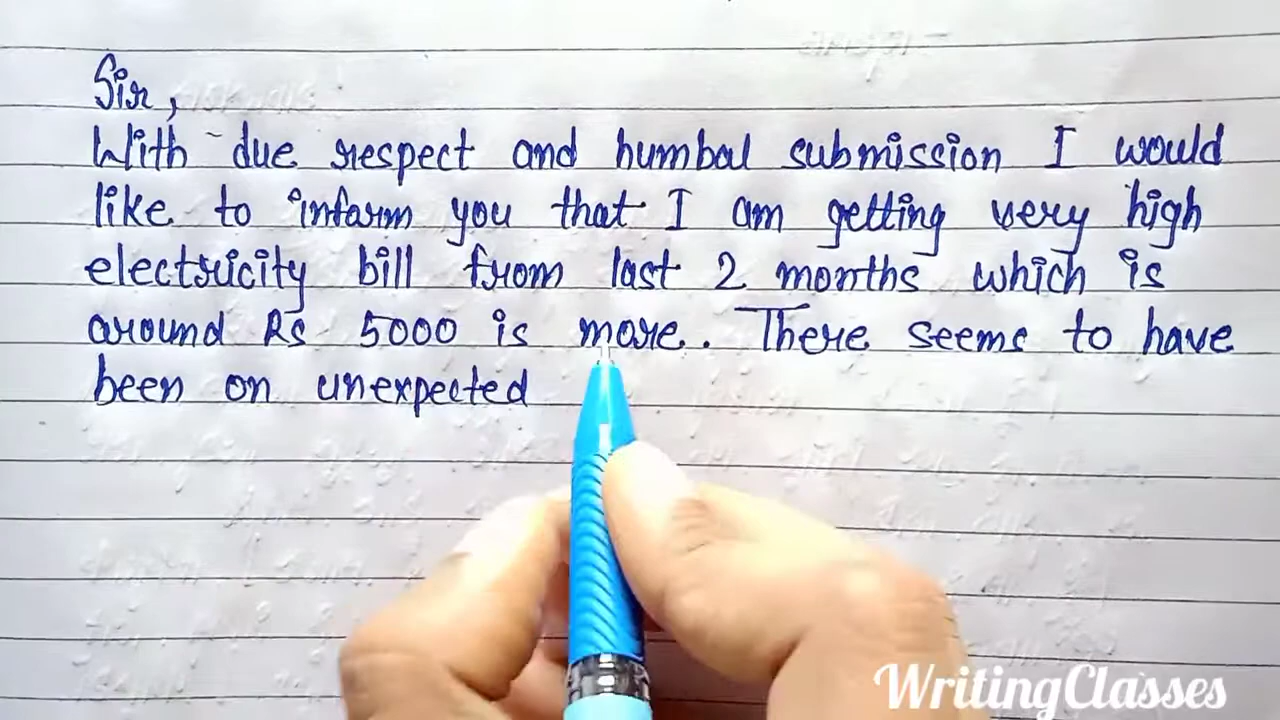 Sir,
With due respect and humbal submission I would
like to infarm you that I am getting very high
electricity bill from last 2 months which is
around Rs 5000 is more. There seems to have
been on unexpected
WritingClasses